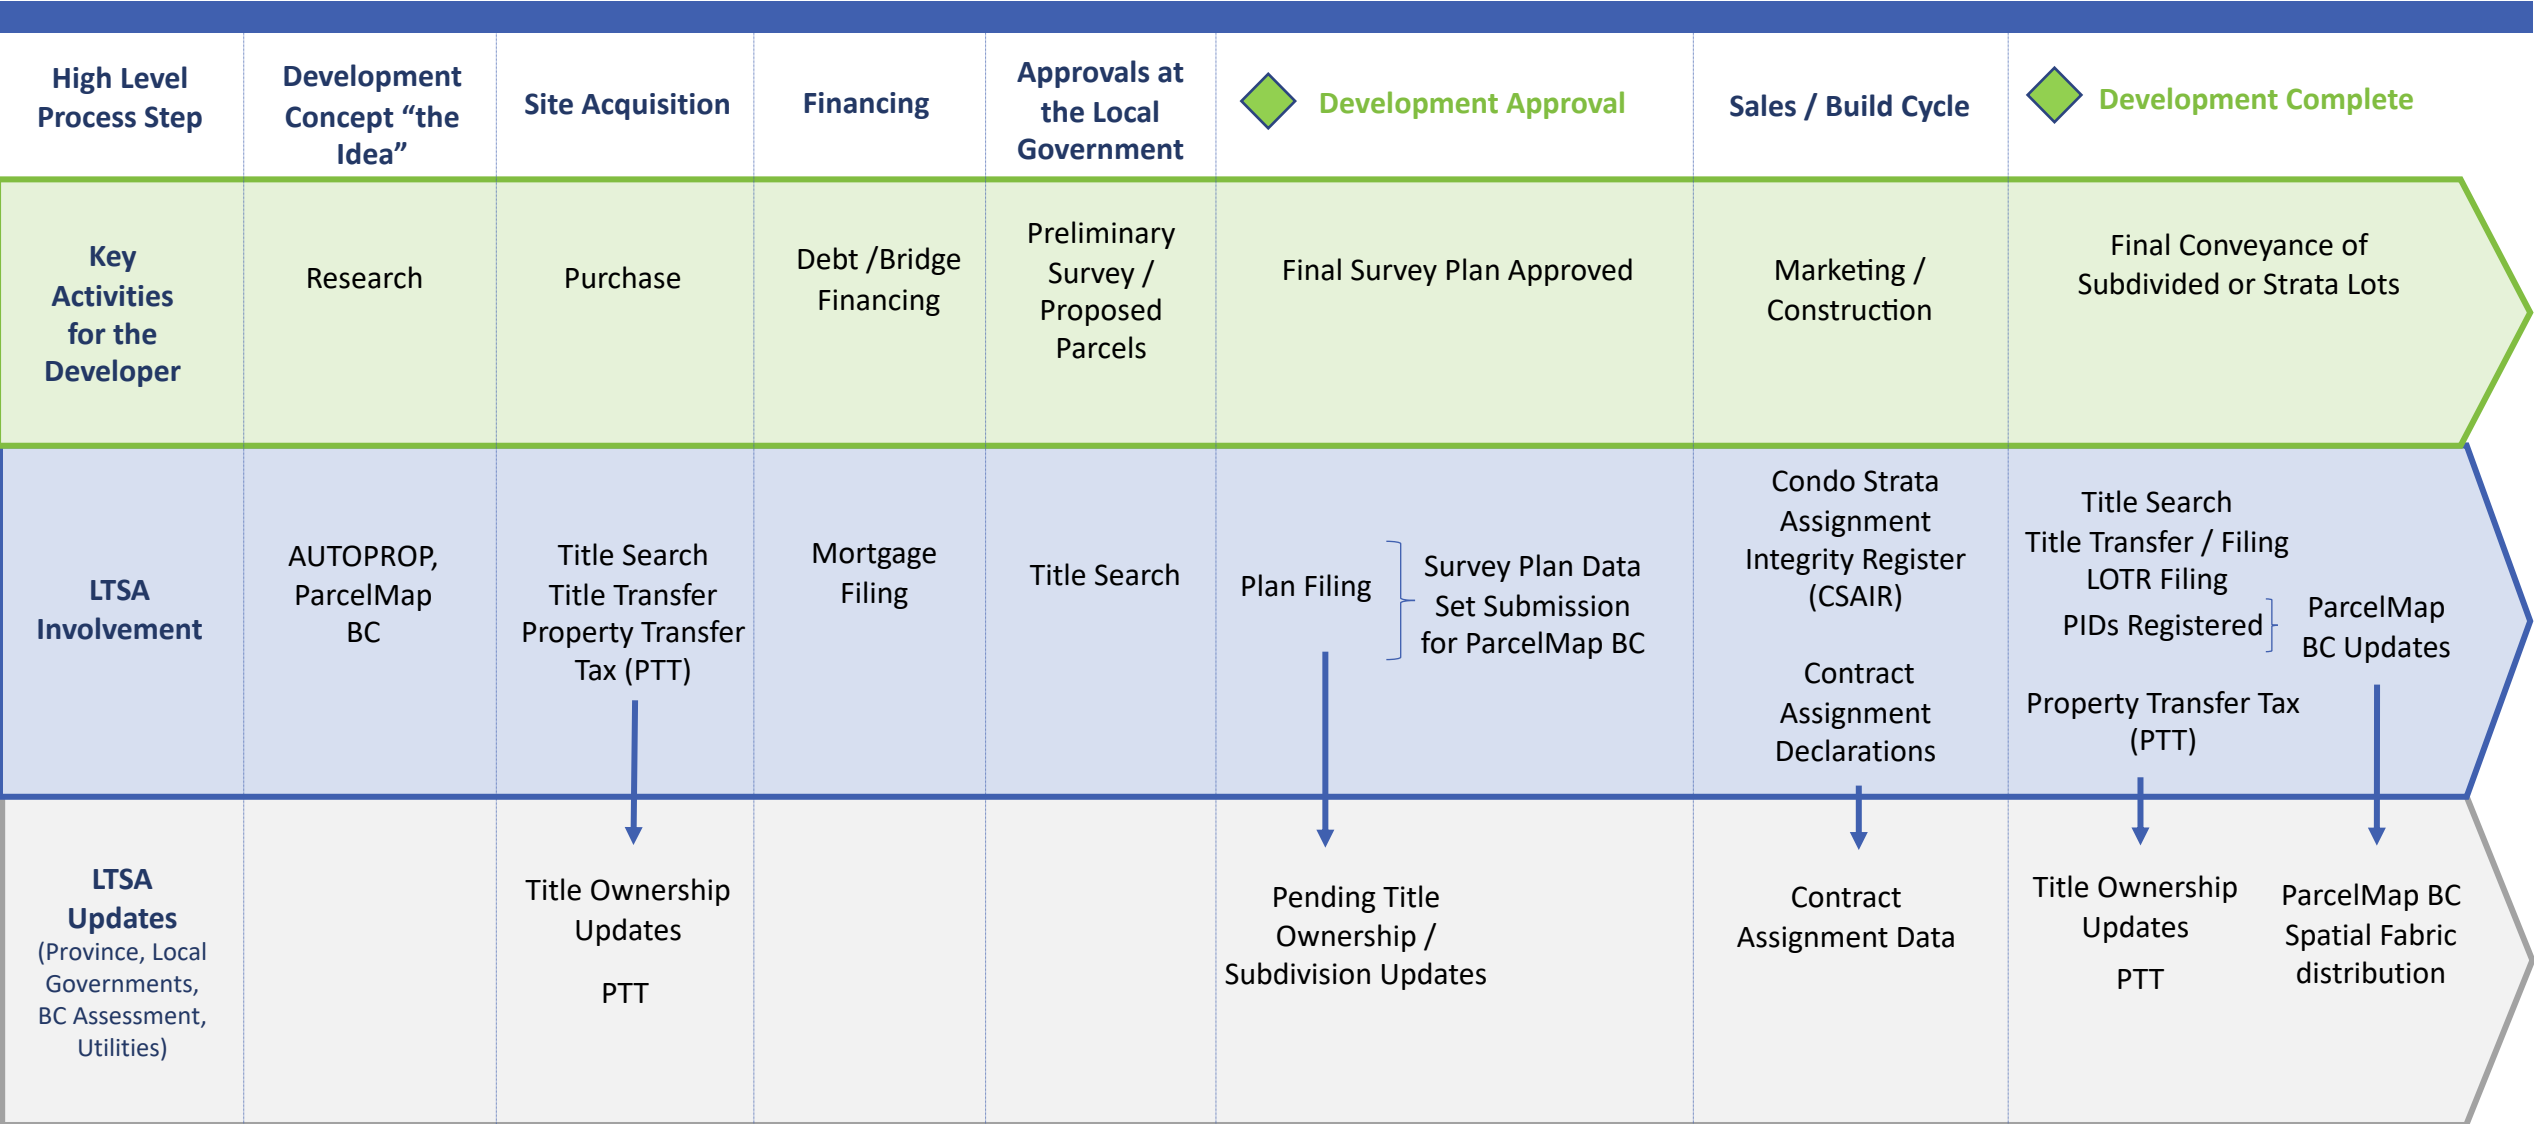 High Level
Process Step
Development
Concept “the
Idea”
Site Acquisition
Financing
Approvals at
the Local
Government
Development Approval
Sales / Build Cycle
Development Complete
Key
Activities
for the
Developer
Research
Purchase
Debt /Bridge
Financing
Preliminary
Survey /
Proposed
Parcels
Final Survey Plan Approved
Marketing /
Construction
Final Conveyance of
Subdivided or Strata Lots
LTSA
Involvement
AUTOPROP,
ParcelMap
BC
Title Search
Title Transfer
Property Transfer
Tax (PTT)
Mortgage
Filing
Title Search
Plan Filing
Survey Plan Data
Set Submission
for ParcelMap BC
Condo Strata
Assignment
Integrity Register
(CSAIR)
Contract
Assignment
Declarations
Title Search
Title Transfer / Filing
LOTR Filing
PIDs Registered
ParcelMap
BC Updates
Property Transfer Tax
(PTT)
LTSA
Updates
(Province, Local
Governments,
BC Assessment,
Utilities)
Title Ownership
Updates
PTT
Pending Title
Ownership /
Subdivision Updates
Contract
Assignment Data
Title Ownership
Updates
PTT
ParcelMap BC
Spatial Fabric
distribution